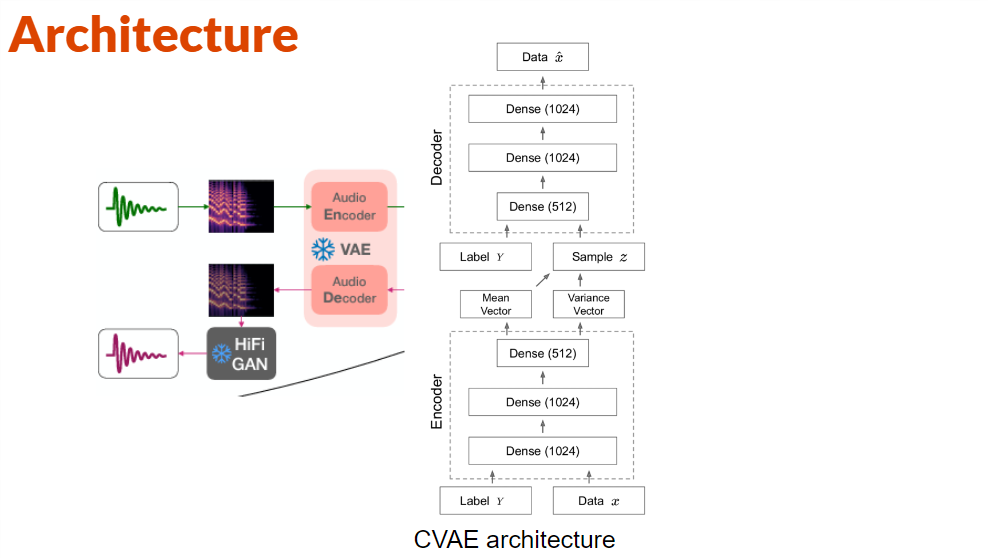 Architecture
Audio
Encoder
VAE
Audio
Decoder
HiFi
GAN
Data x̂
Decoder
Dense (1024)
Dense (1024)
Dense (512)
Label Y
Sample z
Mean
Vector
Variance
Vector
Encoder
Dense (512)
Dense (1024)
Dense (1024)
Label Y
Data x
CVAE architecture